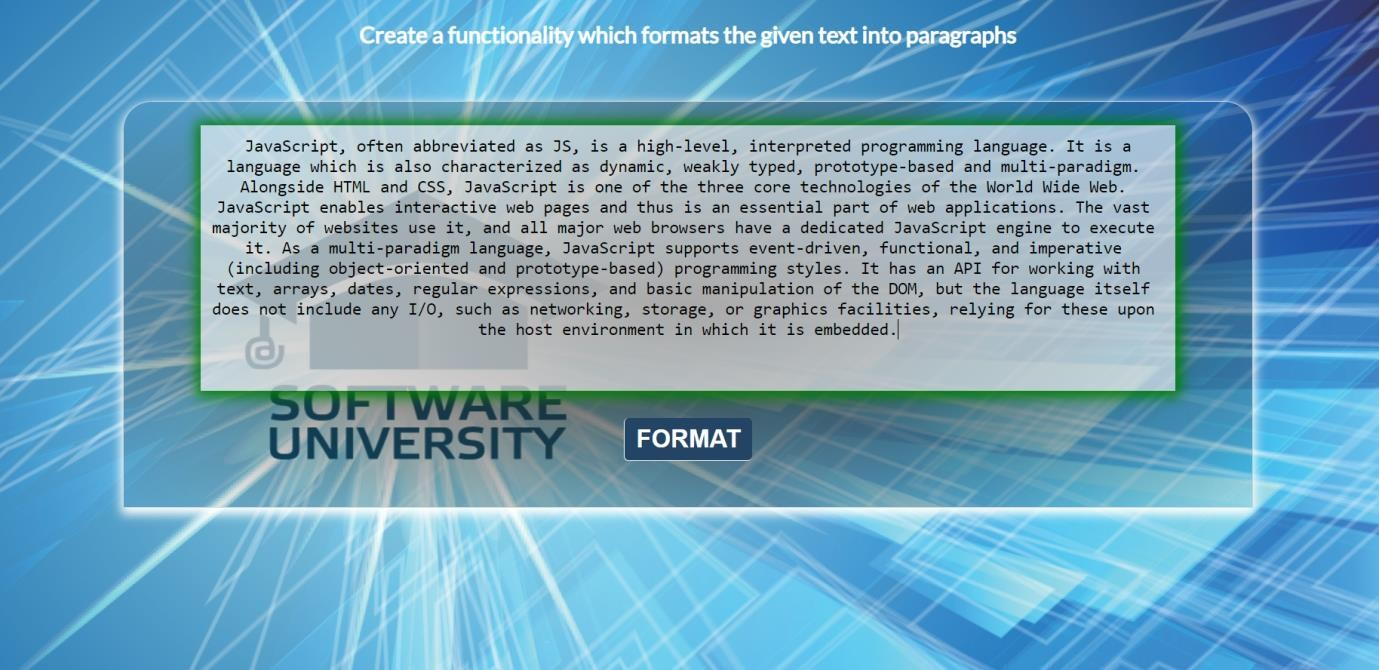 Create a functionality which formats the given text into paragraphs
JavaScript, often abbreviated as JS, is a high-level, interpreted programming language. It is a
language which is also characterized as dynamic, weakly typed, prototype-based and multi-paradigm.
Alongside HTML and CSS, JavaScript is one of the three core technologies of the World Wide Web.
JavaScript enables interactive web pages and thus is an essential part of web applications. The vast
majority of websites use it, and all major web browsers have a dedicated JavaScript engine to execute
it. As a multi-paradigm language, JavaScript supports event-driven, functional, and imperative
(including object-oriented and prototype-based) programming styles. It has an API for working with
text, arrays, dates, regular expressions, and basic manipulation of the DOM, but the language itself
does not include any I/O, such as networking, storage, or graphics facilities, relying for these upon
the host environment in which it is embedded.
SOFTWARE
UNIVERSITY
FORMAT